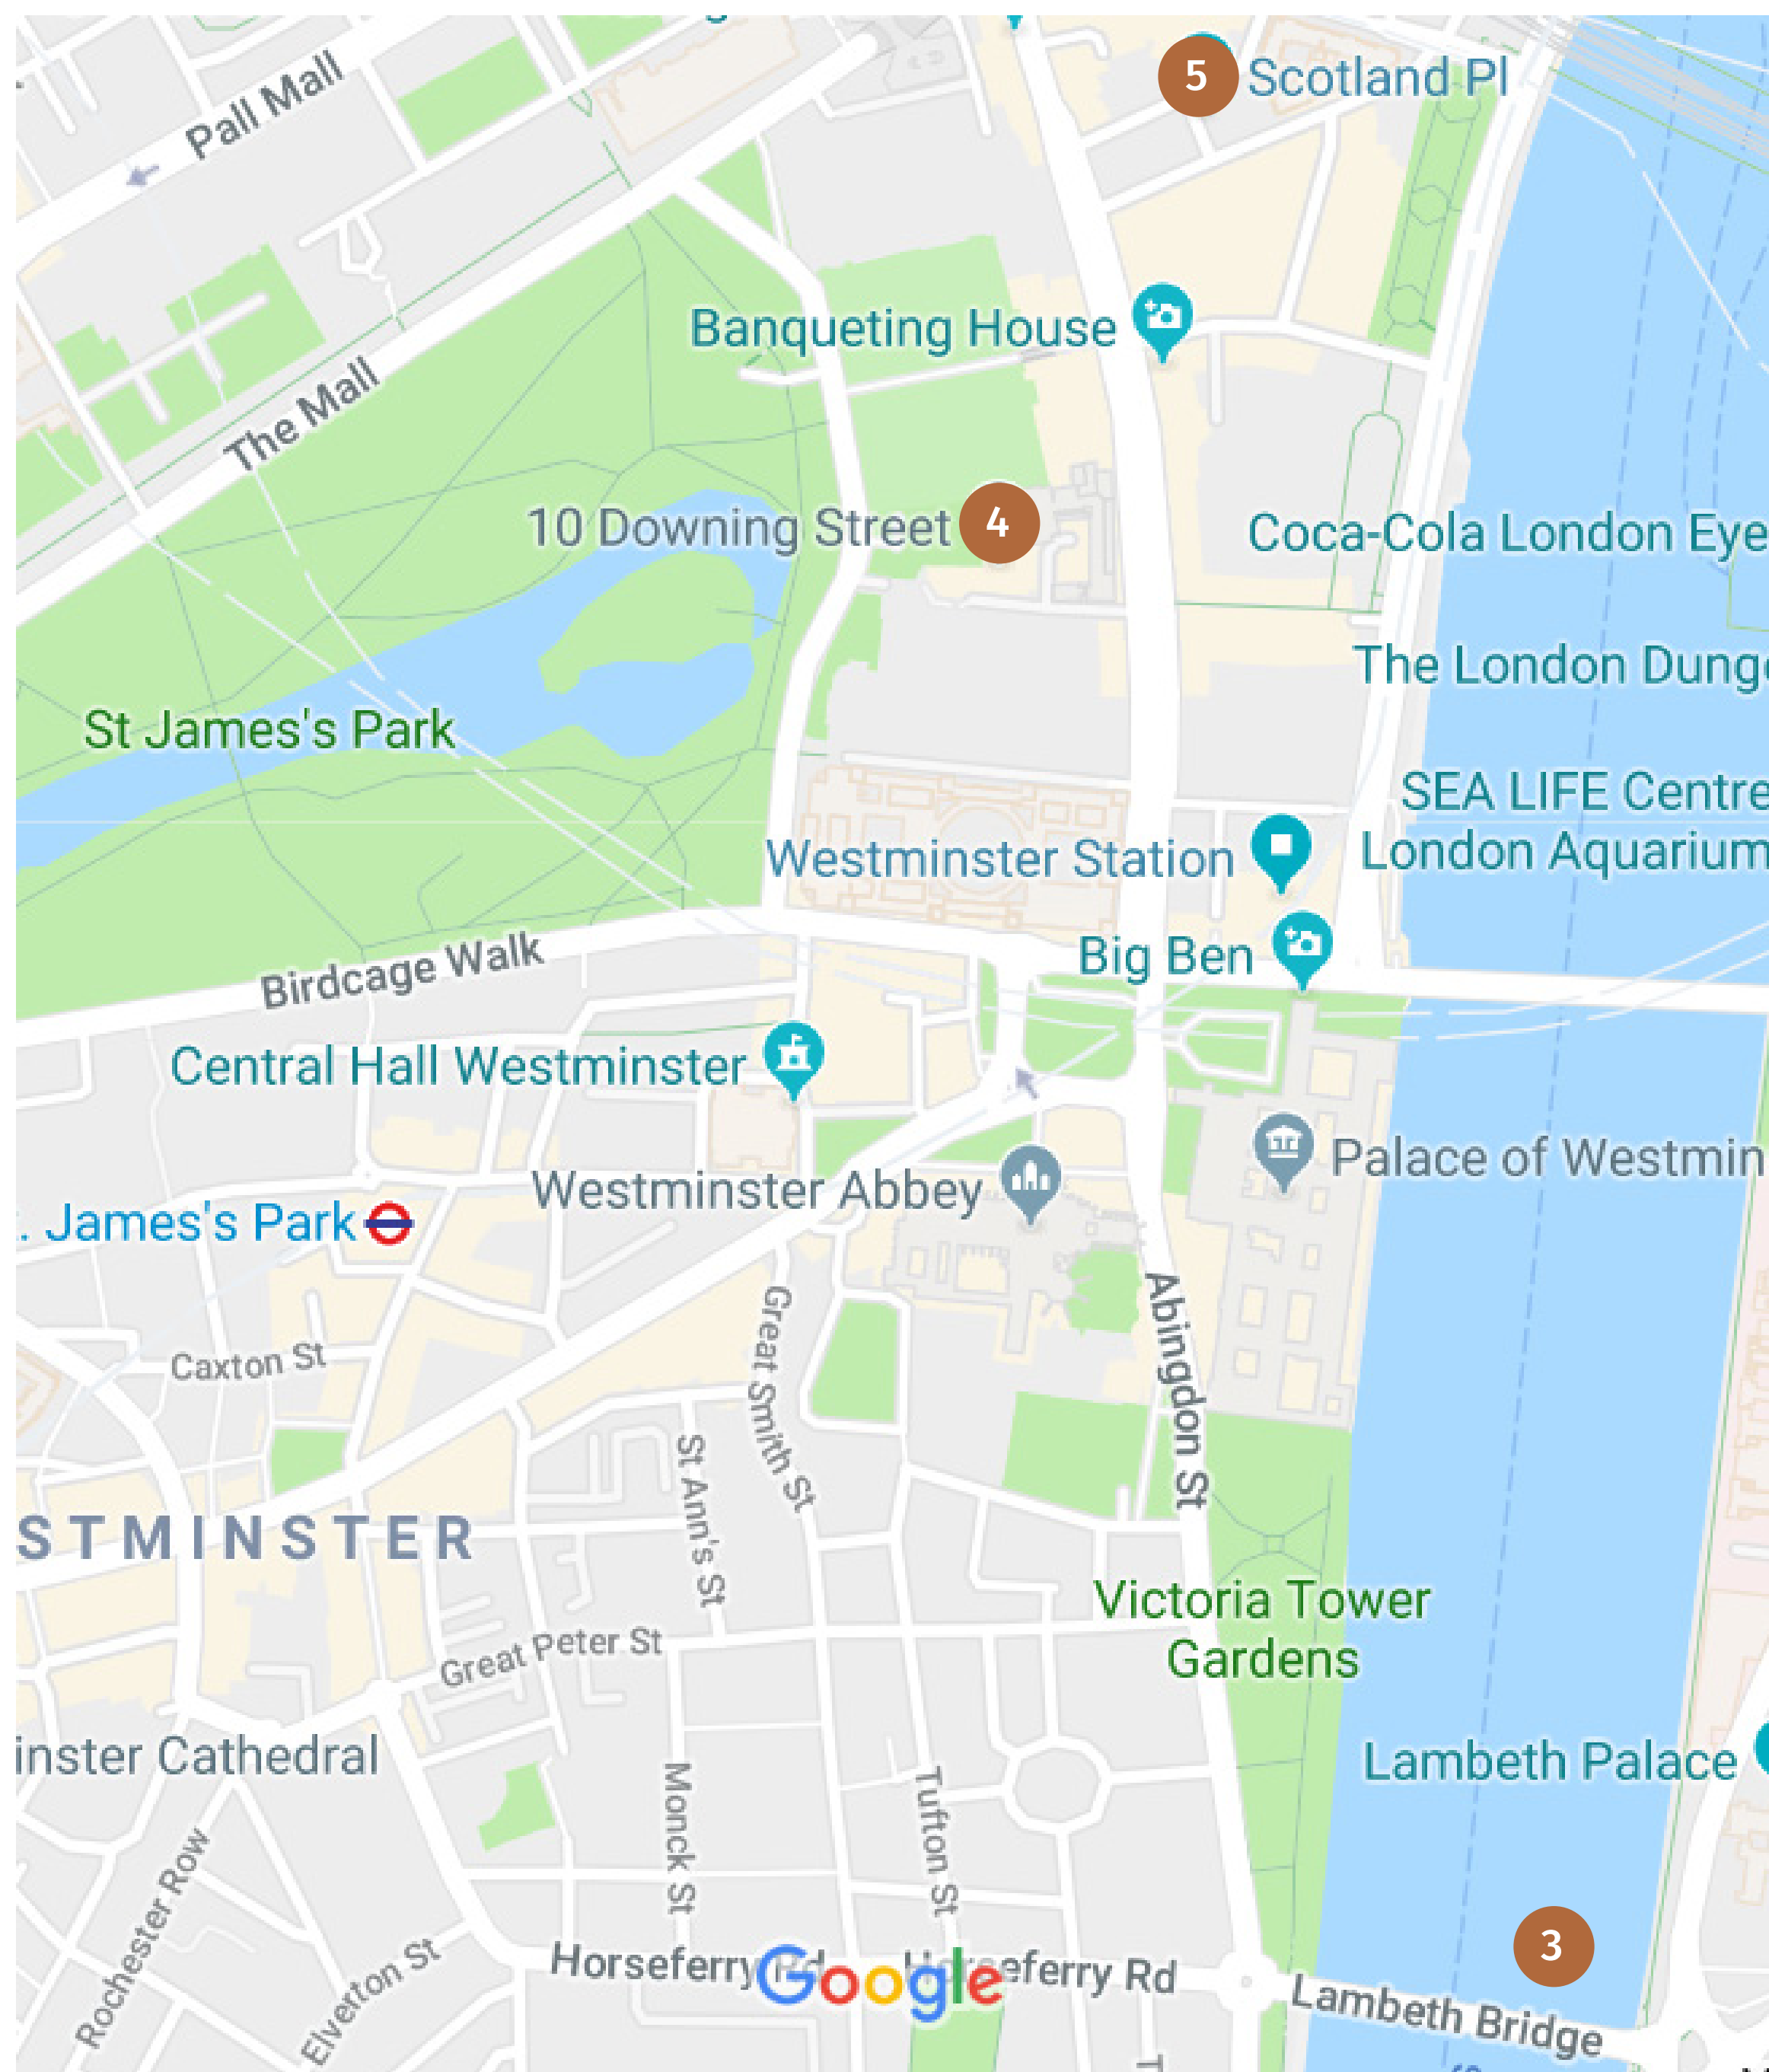 Pall Mall
5
Scotland Pl
Banqueting House
The Mall
10 Downing Street
4
Coca-Cola London Eye
The London Dung
St James's Park
SEA LIFE Centre
London Aquarium
Westminster Station
Big Ben
Birdcage Walk
Central Hall Westminster
Palace of Westmin
Westminster Abbey
. James's Park
Abingdon St
Great Smith St
Caxton St
St Ann's St
STMINSTER
Victoria Tower
Gardens
Great Peter St
inster Cathedral
Lambeth Palace
Monck St
Tufton St
Rochester Row
3
Elverton St
Horseferry Rd
Google
Horseferry Rd
Lambeth Bridge